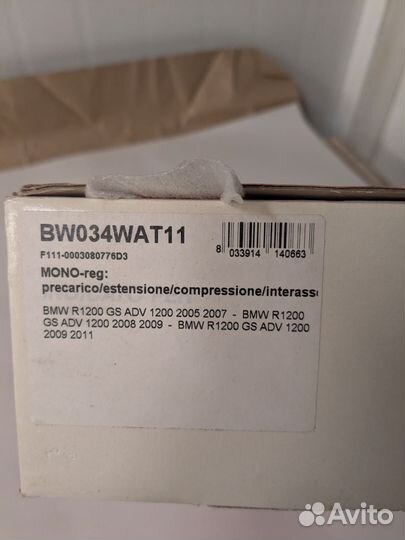 BW034WAT11
8 033914 140663
F111-0003080776D3
MONO-reg:
precarico/estensione/compressione/interass
BMW R1200 GS ADV 1200 2005 2007 - BMW R1200
GS ADV 1200 2008 2009 - BMW R1200 GS ADV 1200
2009 2011
Avito